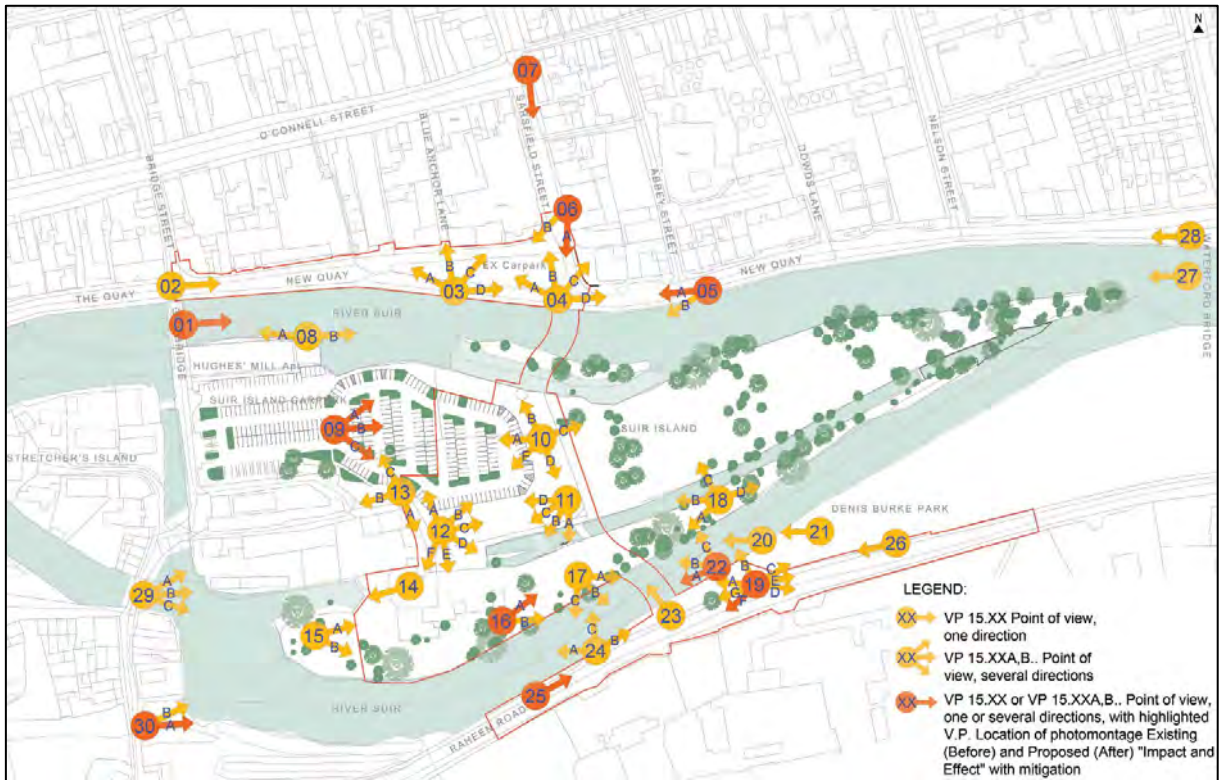 N
07
O'CONNELL STREET
SARSFIELD STREET
BLUE ANCHOR LANE
BRIDGE STREET
ABBEY STREET
DOWDS LANE
NELSON STREET
WATERFORD BRIDGE
06
B
A
28
27
EX Carpark
02
NEW QUAY
THE QUAY
A
B
C
D
03
A
B
C
D
04
A
B
05
NEW QUAY
01
RIVER SUIR
A
08
B
BRIDGE
HUGHES' MILL
SUIR ISLAND CARPARK
A
09
B
C
B
A
10
C
F
D
SUIR ISLAND
STRETCHER'S ISLAND
C
B
13
A
D
11
C
B
A
C
B
18
D
A
DENIS BURKE PARK
A
B
12
C
D
F
E
C
20
21
26
B
22
A
B
C
A
19
E
G
F
D
17
A
B
C
14
29
A
B
C
16
A
B
23
15
A
B
C
24
A
B
25
RAHEEN ROAD
RIVER SUIR
30
B
A
LEGEND:
XX
VP 15.XX Point of view,
one direction
XX
VP 15.XXA,B.. Point of
view, several directions
XX
VP.15.XX or VP 15.XXA,B.. Point of view,
one or several directions, with highlighted
V.P. Location of photomontage Existing
(Before) and Proposed (After) "Impact and
Effect" with mitigation